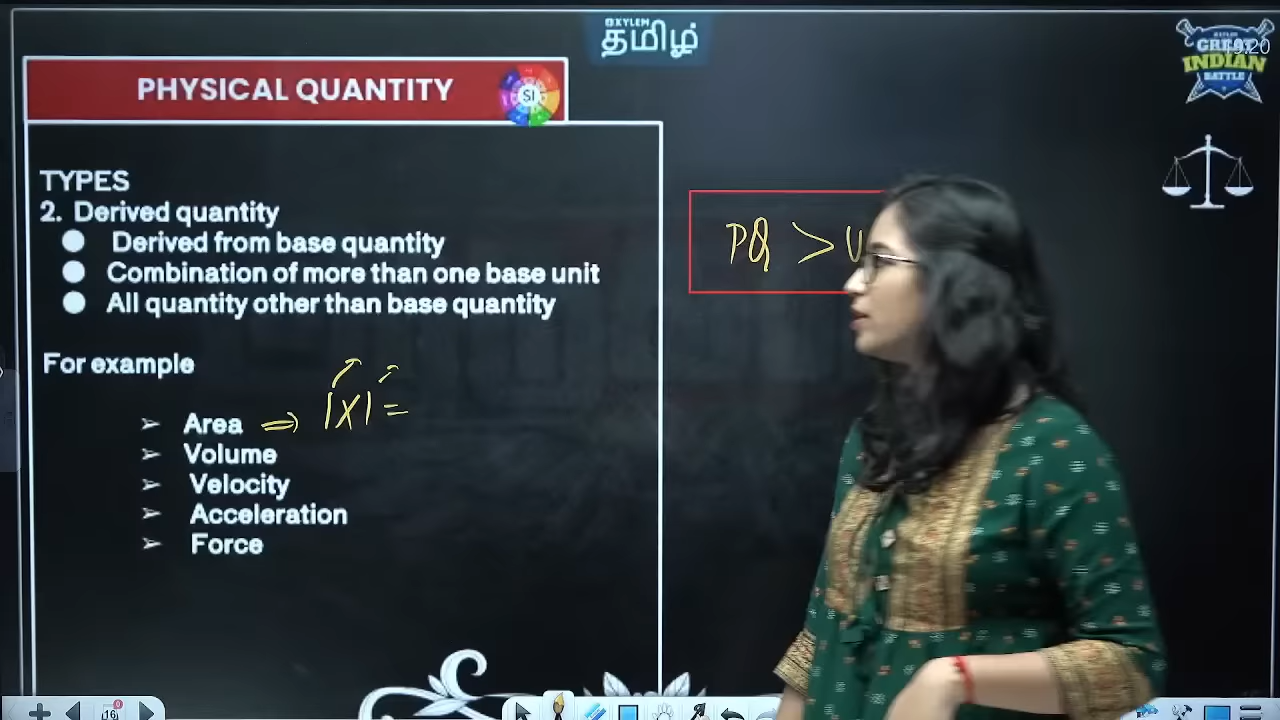 XYLEM
தமிழ்
GREAT
INDIAN
BATTLE
PHYSICAL QUANTITY
SI
TYPES
2. Derived quantity
Derived from base quantity
Combination of more than one base unit
All quantity other than base quantity
PQ > U
For example
Area ⇒ l x l =
Volume
Velocity
Acceleration
Force
16